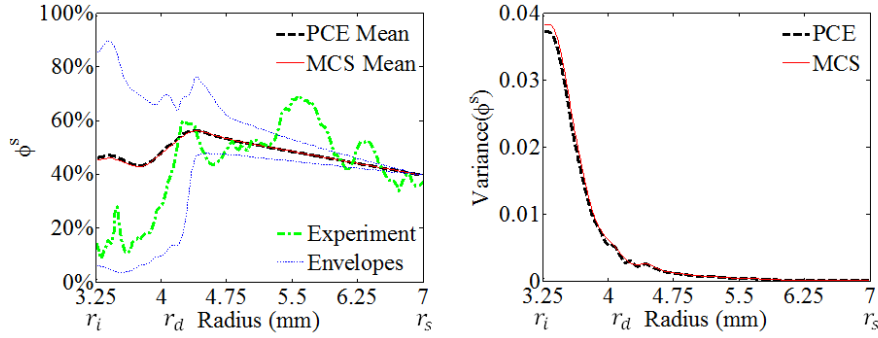 100%
80%
60%
40%
20%
0%
ϕˢ
PCE Mean
MCS Mean
Experiment
Envelopes
3.25 4 4.75 5.5 6.25 7
rᵢ r_d Radius (mm) rₛ
0.04
0.03
0.02
0.01
0
Variance(ϕˢ)
PCE
MCS
3.25 4 4.75 5.5 6.25 7
rᵢ r_d Radius (mm) rₛ